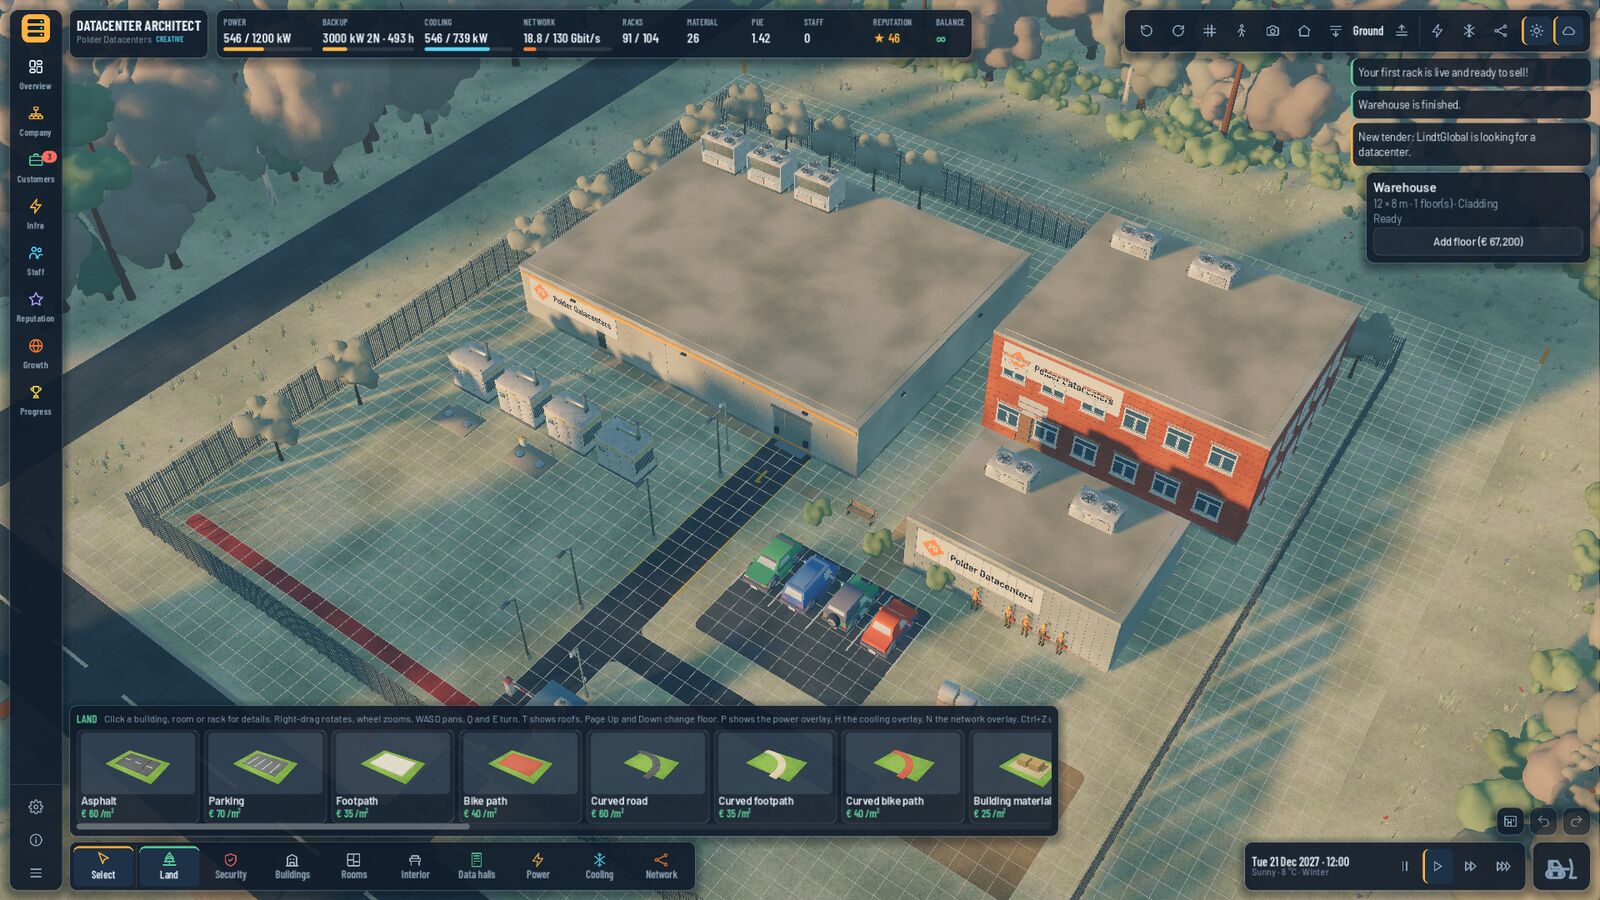 DATACENTER ARCHITECT
Polder Datacenters CREATIVE
POWER
546 / 1200 kW
BACKUP
3000 kW 2N · 493 h
COOLING
546 / 739 kW
NETWORK
18.8 / 130 Gbit/s
RACKS
91 / 104
MATERIAL
26
PUE
1.42
STAFF
0
REPUTATION
★ 46
BALANCE
∞
Ground
Overview
Company
3
Customers
Infra
Staff
Reputation
Growth
Progress
Your first rack is live and ready to sell!
Warehouse is finished.
New tender: LindtGlobal is looking for a
datacenter.
Warehouse
12 × 8 m · 1 floor(s) · Cladding
Ready
Add floor (€ 67,200)
Polder Datacenters
Polder Datacenters
Polder Datacenters
LAND Click a building, room or rack for details. Right-drag rotates, wheel zooms, WASD pans, Q and E turn. T shows roofs, Page Up and Down change floor. P shows the power overlay, H the cooling overlay, N the network overlay. Ctrl+Z
Asphalt
€ 60 /m²
Parking
€ 70 /m²
Footpath
€ 35 /m²
Bike path
€ 40 /m²
Curved road
€ 60 /m²
Curved footpath
€ 35 /m²
Curved bike path
€ 40 /m²
Building material
€ 25 /m²
Select
Land
Security
Buildings
Rooms
Interior
Data halls
Power
Cooling
Network
Tue 21 Dec 2027 · 12:00
Sunny · 8 °C · Winter